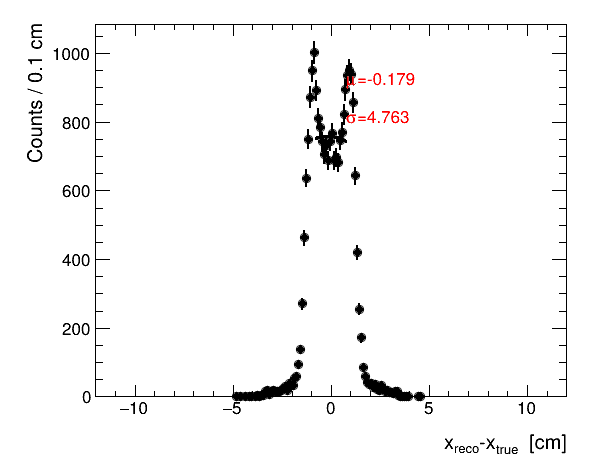 Counts / 0.1 cm
1000
800
600
400
200
0
μ=-0.179
σ=4.763
−10 −5 0 5 10
x_reco-x_true [cm]